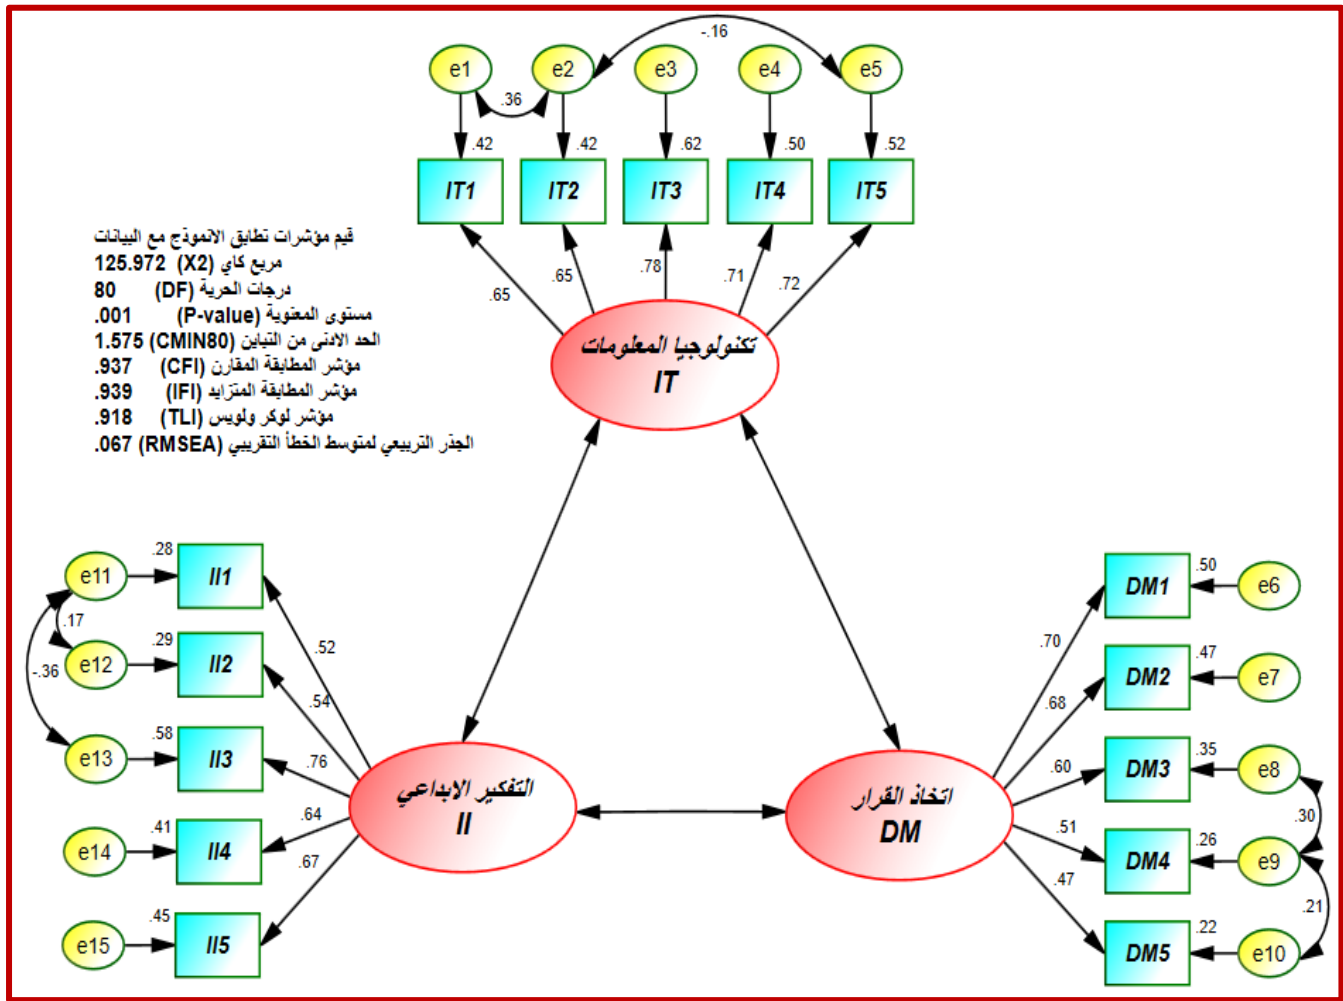 -.16
e1 e2 e3 e4 e5
.36
.42 .42 .62 .50 .52
IT1 IT2 IT3 IT4 IT5
.65 .65 .78 .71 .72
تكنولوجيا المعلومات
IT
قيم مؤشرات تطابق الانموذج مع البيانات
مربع كاي (X2) 125.972
درجات الحرية (DF) 80
مستوى المعنوية (P-value) .001
الحد الادنى من التباين (CMIN80) 1.575
مؤشر المطابقة المقارن (CFI) .937
مؤشر المطابقة المتزايد (IFI) .939
مؤشر لوكر ولويس (TLI) .918
الجذر التربيعي لمتوسط الخطأ التقريبي (RMSEA) .067
e11 .28 II1
.17
.52
e12 .29 II2
-.36
.54
e13 .58 II3
.76
e14 .41 II4
.64
e15 .45 II5
.67
التفكير الابداعي
II
اتخاذ القرار
DM
.70
DM1 .50 e6
.68
DM2 .47 e7
.60
DM3 .35 e8
.30
.51
DM4 .26 e9
.21
.47
DM5 .22 e10